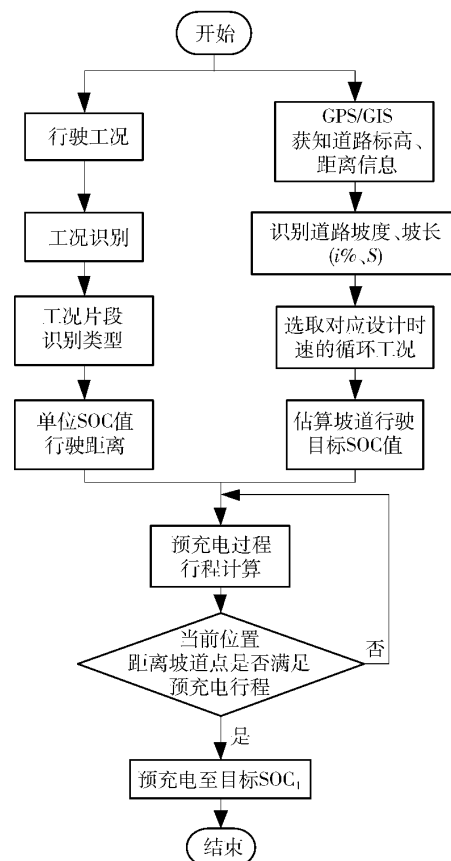 开始
行驶工况
工况识别
工况片段
识别类型
单位SOC值
行驶距离
GPS/GIS
获知道路标高、
距离信息
识别道路坡度、坡长
(i%、S)
选取对应设计时
速的循环工况
估算坡道行驶
目标SOC值
预充电过程
行程计算
当前位置
距离坡道点是否满足
预充电行程
否
是
预充电至目标SOC₁
结束